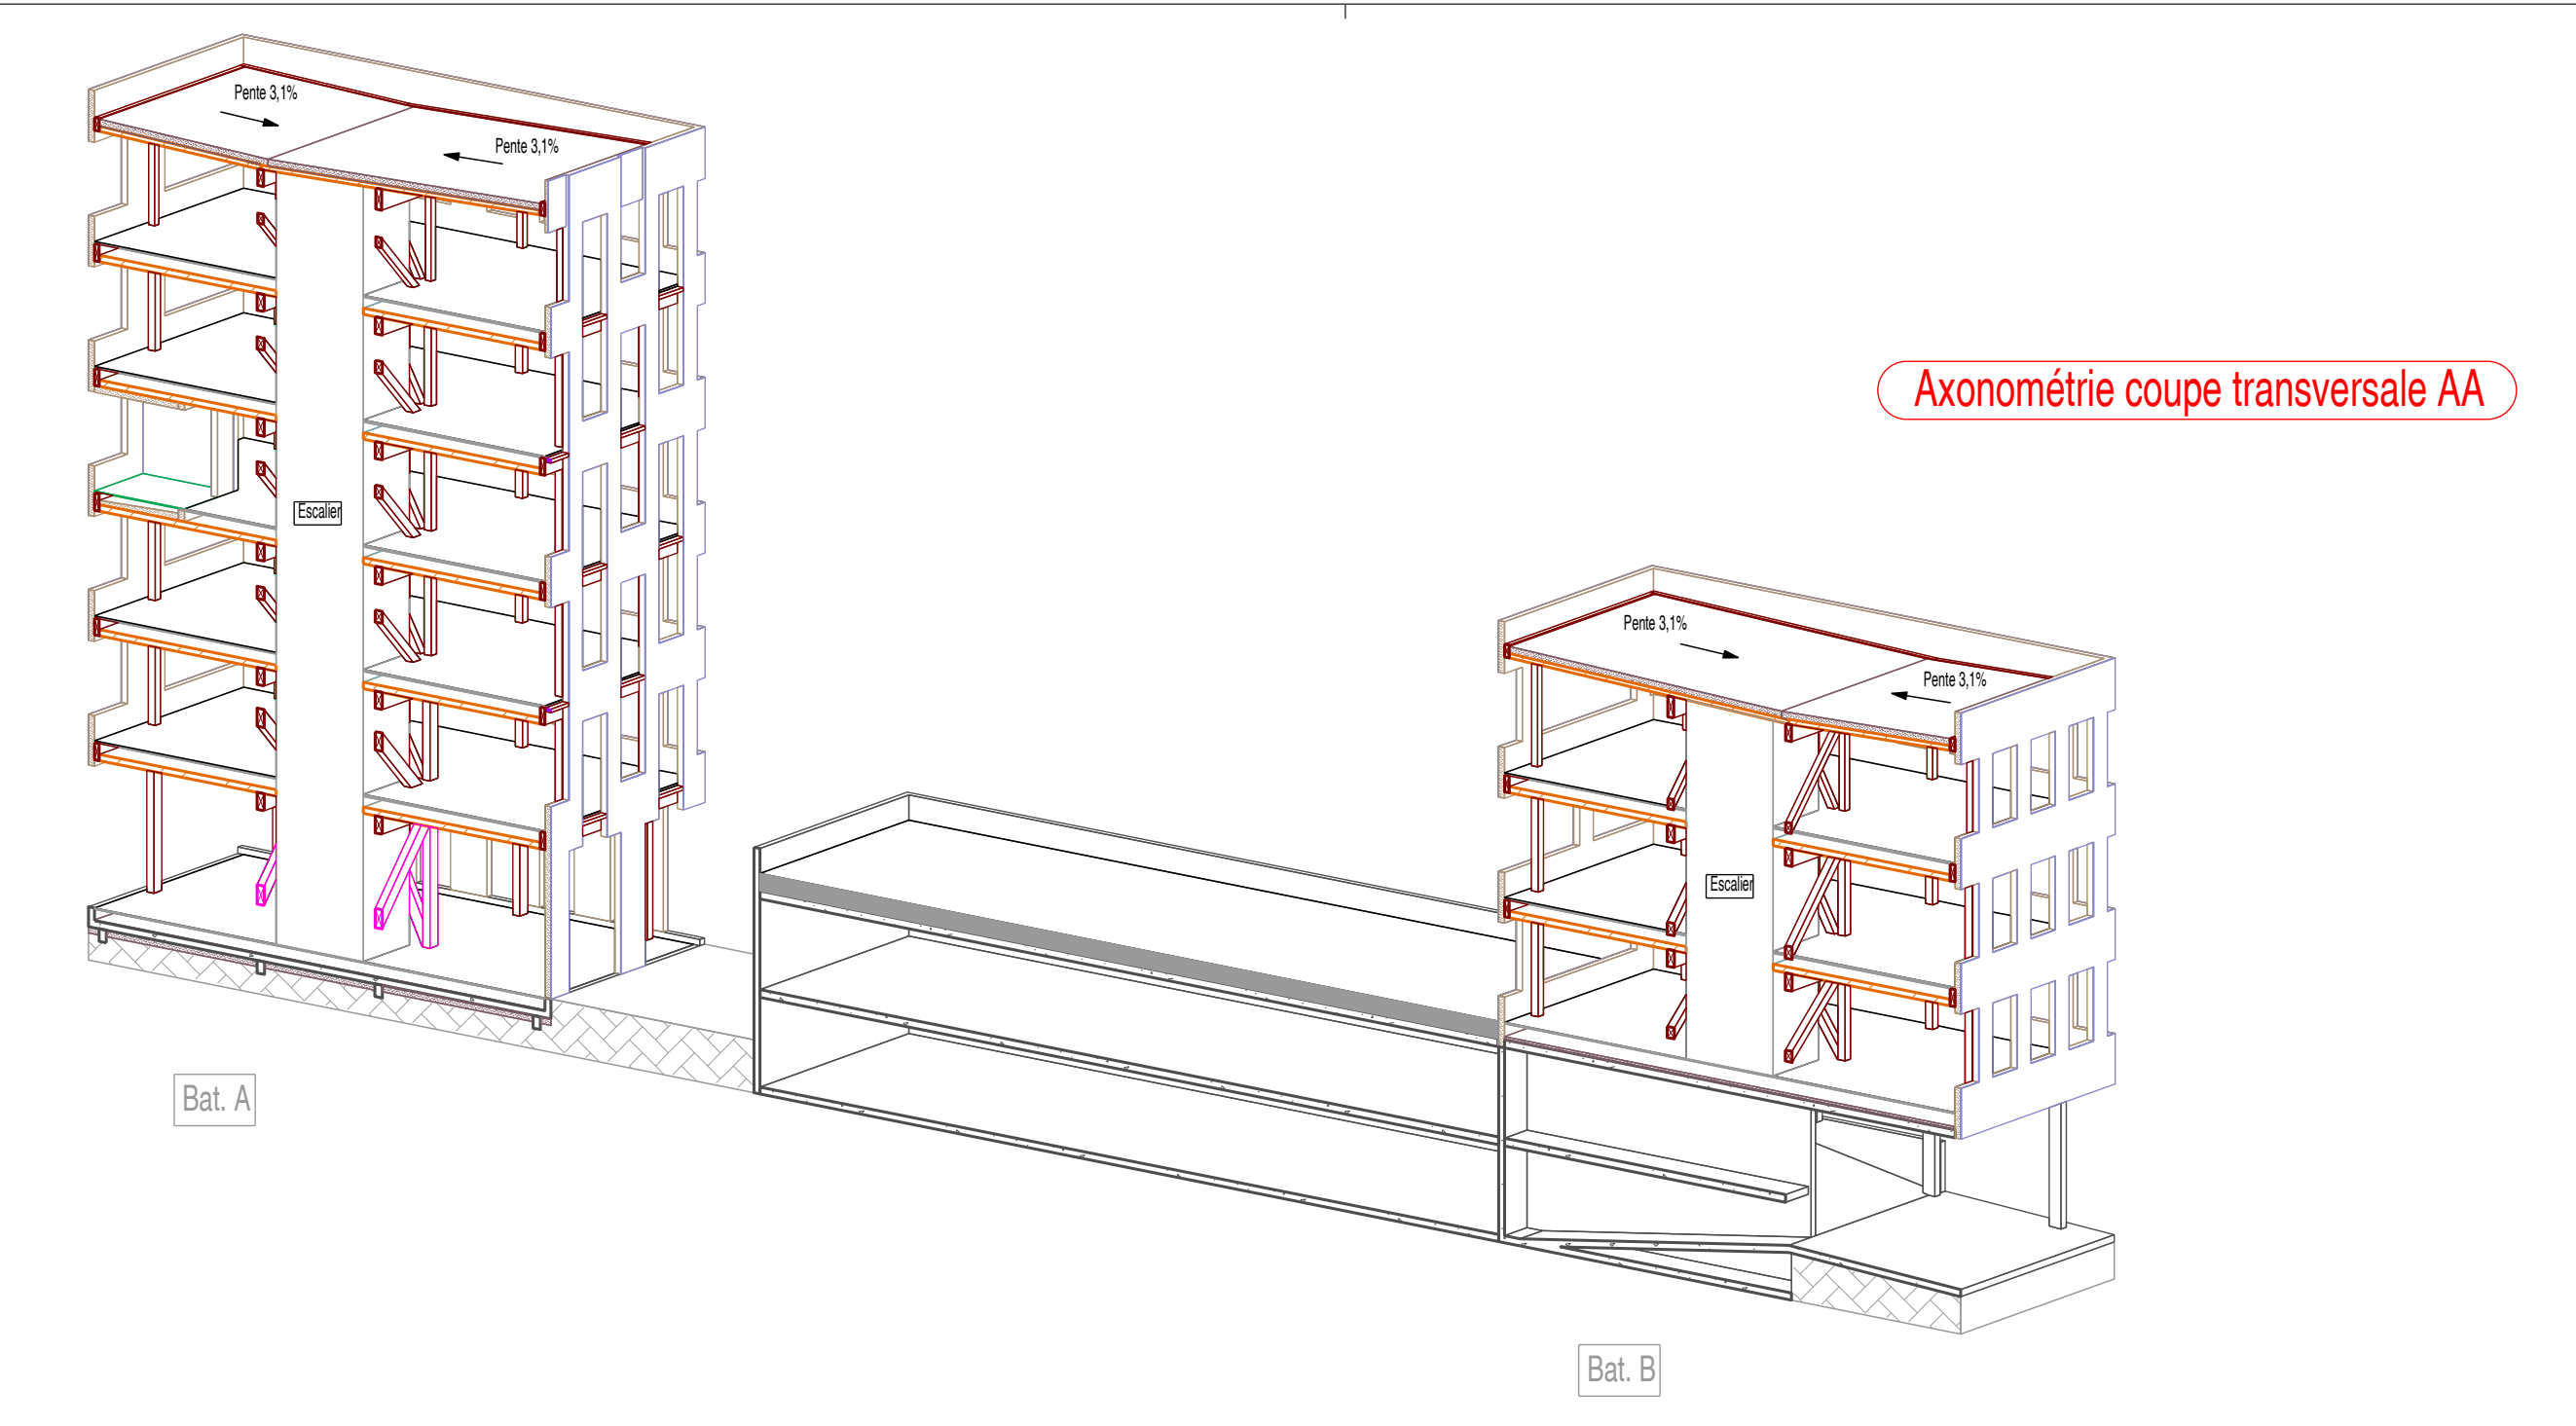 Pente 3,1%
Pente 3,1%
Axonométrie coupe transversale AA
Escalier
Pente 3,1%
Pente 3,1%
Escalier
Bat. A
Bat. B